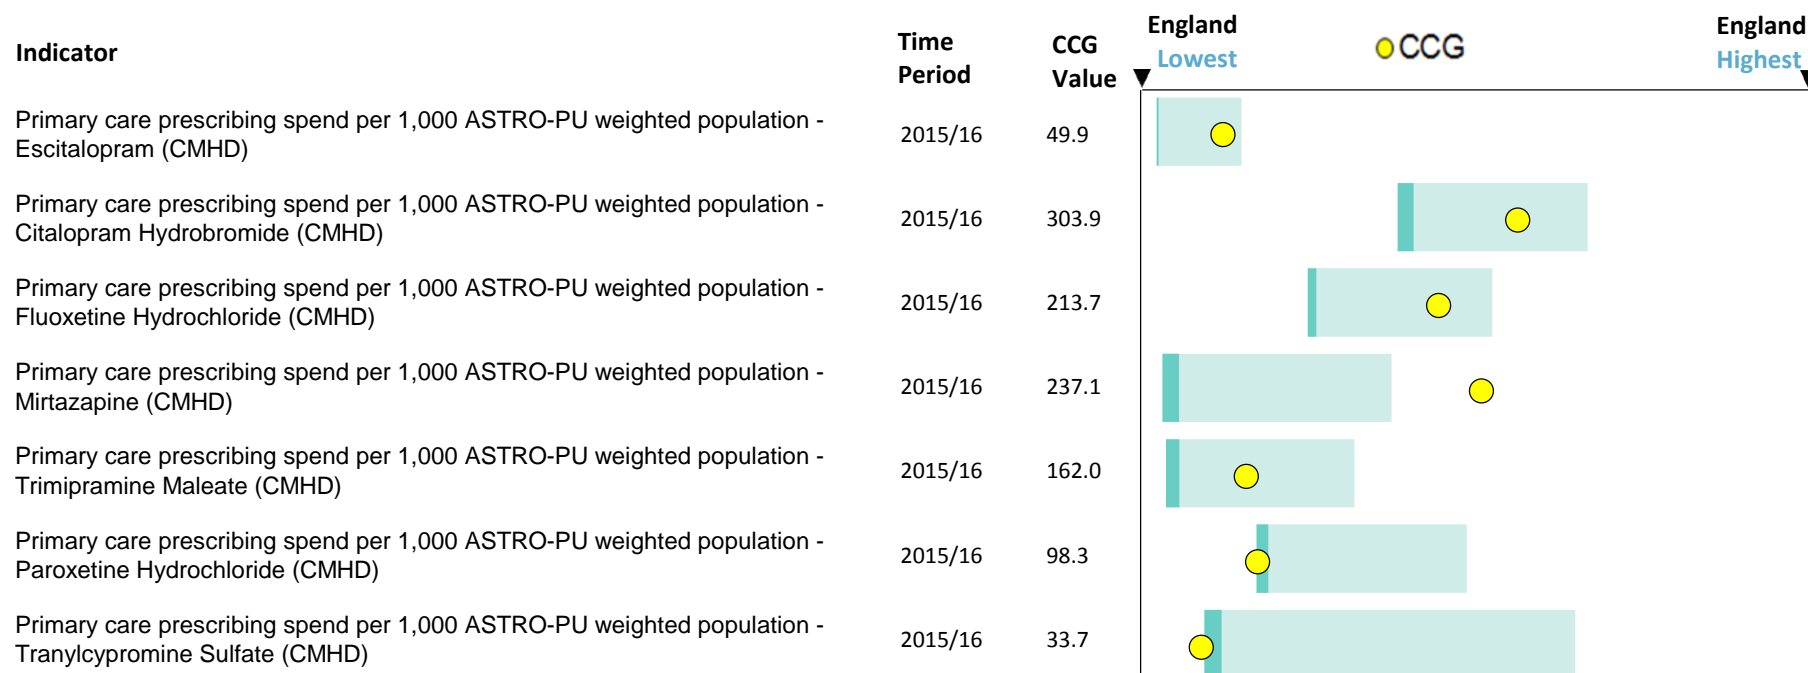 Indicator
Time Period
CCG Value
England Lowest
CCG
England Highest
Primary care prescribing spend per 1,000 ASTRO-PU weighted population -
Escitalopram (CMHD)
2015/16
49.9
Primary care prescribing spend per 1,000 ASTRO-PU weighted population -
Citalopram Hydrobromide (CMHD)
2015/16
303.9
Primary care prescribing spend per 1,000 ASTRO-PU weighted population -
Fluoxetine Hydrochloride (CMHD)
2015/16
213.7
Primary care prescribing spend per 1,000 ASTRO-PU weighted population -
Mirtazapine (CMHD)
2015/16
237.1
Primary care prescribing spend per 1,000 ASTRO-PU weighted population -
Trimipramine Maleate (CMHD)
2015/16
162.0
Primary care prescribing spend per 1,000 ASTRO-PU weighted population -
Paroxetine Hydrochloride (CMHD)
2015/16
98.3
Primary care prescribing spend per 1,000 ASTRO-PU weighted population -
Tranylcypromine Sulfate (CMHD)
2015/16
33.7